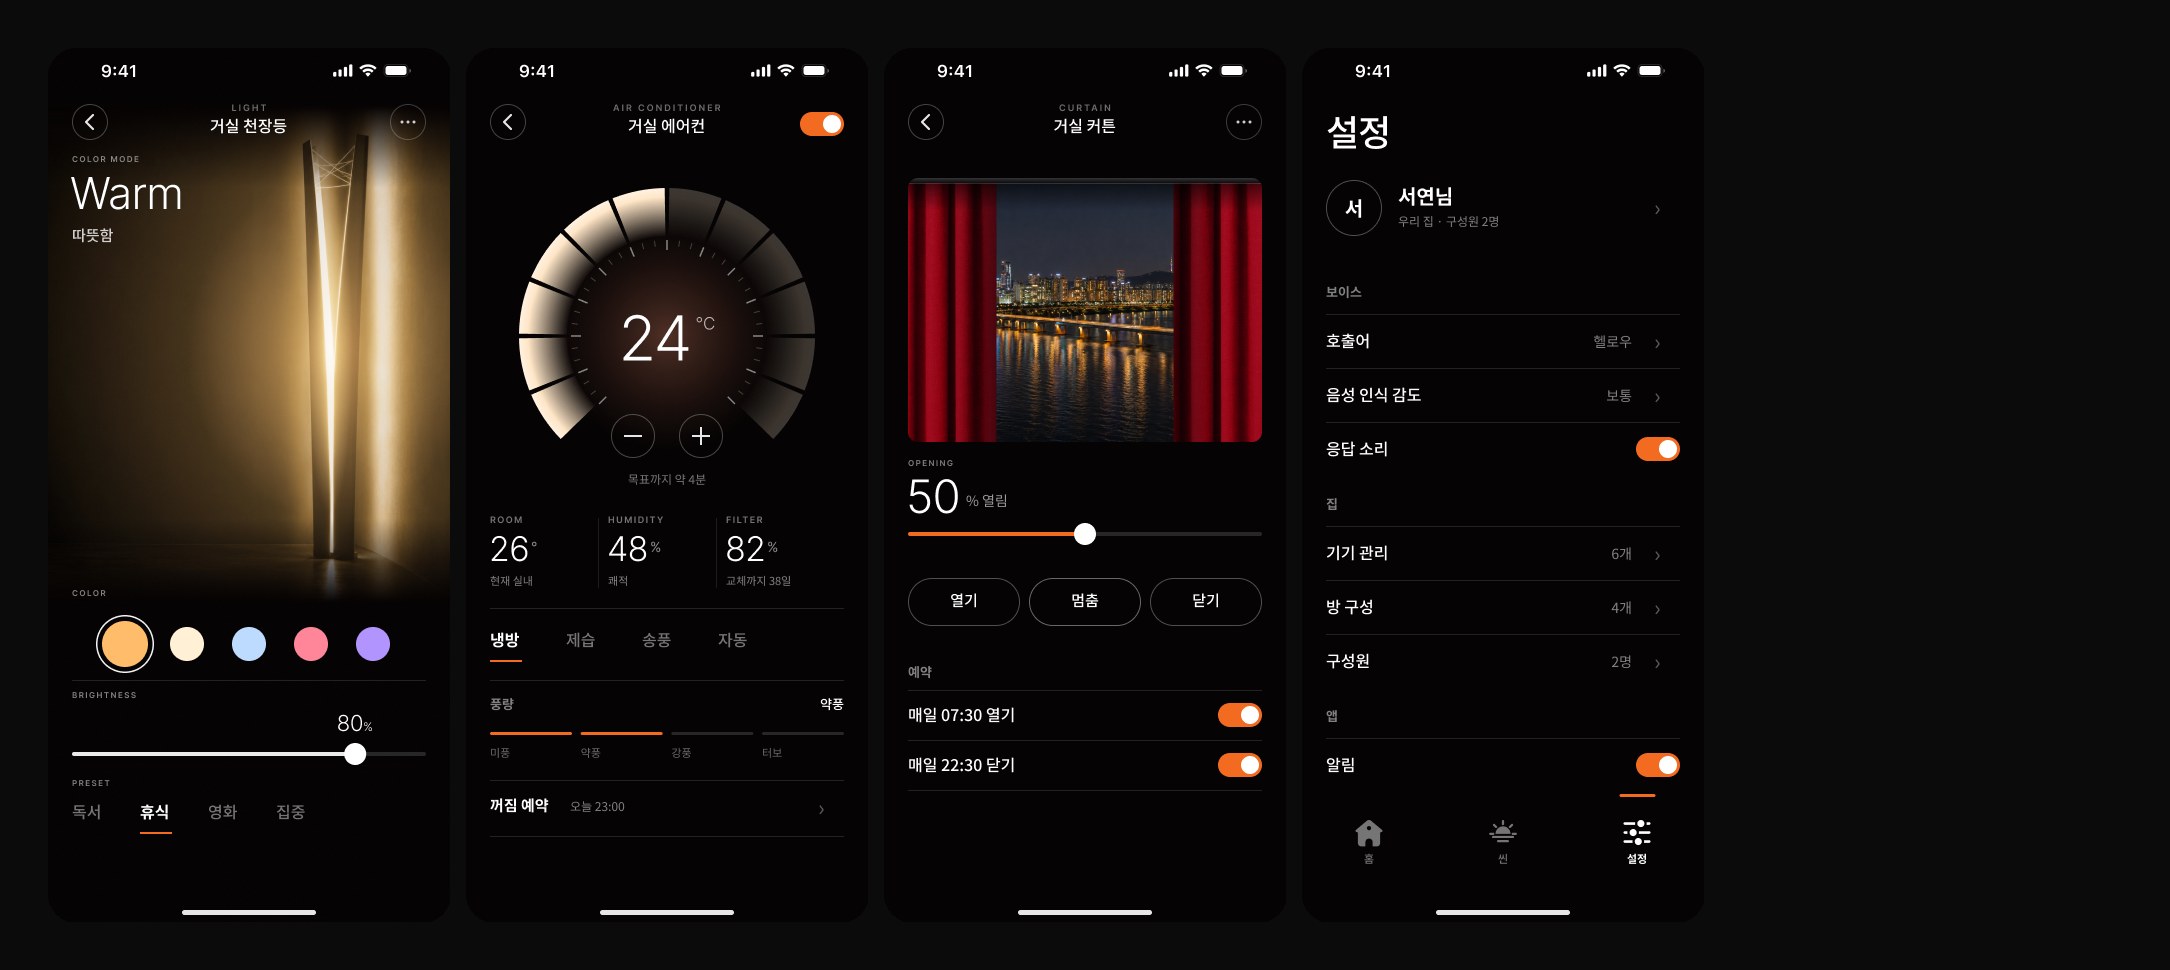 9:41
LIGHT
거실 천장등
COLOR MODE
Warm
따뜻함
COLOR
BRIGHTNESS
80%
PRESET
독서 휴식 영화 집중
9:41
AIR CONDITIONER
거실 에어컨
24 °C
목표까지 약 4분
ROOM HUMIDITY FILTER
26° 48% 82%
현재 실내 쾌적 교체까지 38일
냉방 제습 송풍 자동
풍량 약풍
미풍 약풍 강풍 터보
꺼짐 예약 오늘 23:00
9:41
CURTAIN
거실 커튼
OPENING
50 % 열림
열기 멈춤 닫기
예약
매일 07:30 열기
매일 22:30 닫기
9:41
설정
서 서연님
우리 집 · 구성원 2명
보이스
호출어 헬로우
음성 인식 감도 보통
응답 소리
집
기기 관리 6개
방 구성 4개
구성원 2명
앱
알림
홈 씬 설정